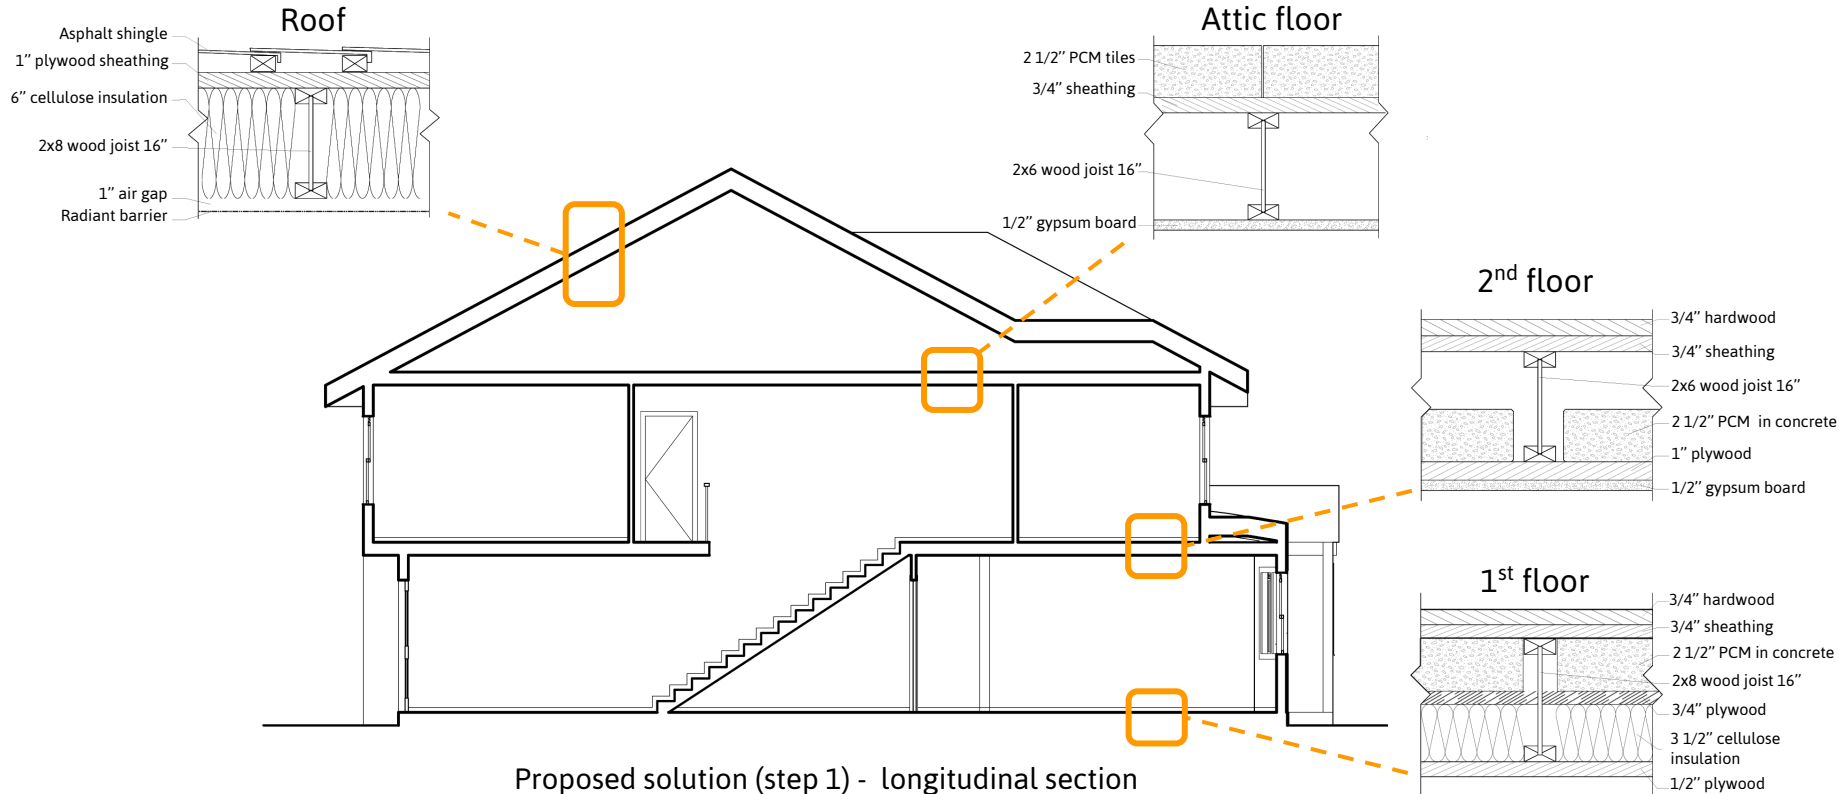 Roof
Asphalt shingle
1” plywood sheathing
6” cellulose insulation
2x8 wood joist 16”
1” air gap
Radiant barrier
Attic floor
2 1/2” PCM tiles
3/4” sheathing
2x6 wood joist 16”
1/2” gypsum board
2nd floor
3/4” hardwood
3/4” sheathing
2x6 wood joist 16”
2 1/2” PCM in concrete
1” plywood
1/2” gypsum board
1st floor
3/4” hardwood
3/4” sheathing
2 1/2” PCM in concrete
2x8 wood joist 16”
3/4” plywood
3 1/2” cellulose
insulation
1/2” plywood
Proposed solution (step 1) - longitudinal section